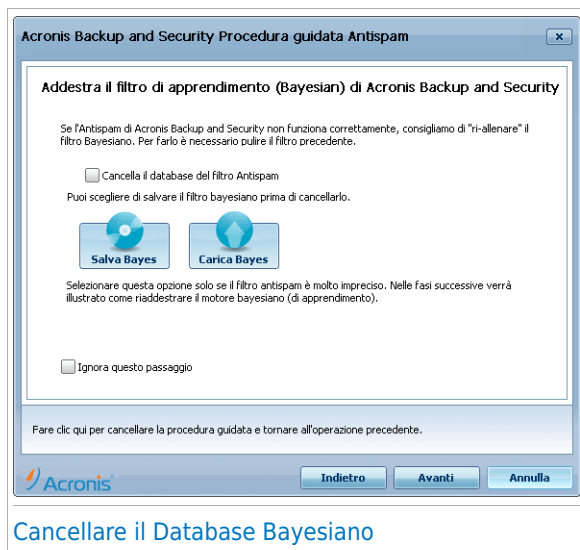 Acronis Backup and Security Procedura guidata Antispam
Addestra il filtro di apprendimento (Bayesian) di Acronis Backup and Security
Se l'Antispam di Acronis Backup and Security non funziona correttamente, consigliamo di "ri-allenare" il
filtro Bayesiano. Per farlo è necessario pulire il filtro precedente.
Cancella il database del filtro Antispam
Puoi scegliere di salvare il filtro bayesiano prima di cancellarlo.
Salva Bayes
Carica Bayes
Selezionare questa opzione solo se il filtro antispam è molto impreciso. Nelle fasi successive verrà
illustrato come riaddestrare il motore bayesiano (di apprendimento).
Ignora questo passaggio
Fare clic qui per cancellare la procedura guidata e tornare all'operazione precedente.
Acronis
Indietro
Avanti
Annulla
Cancellare il Database Bayesiano